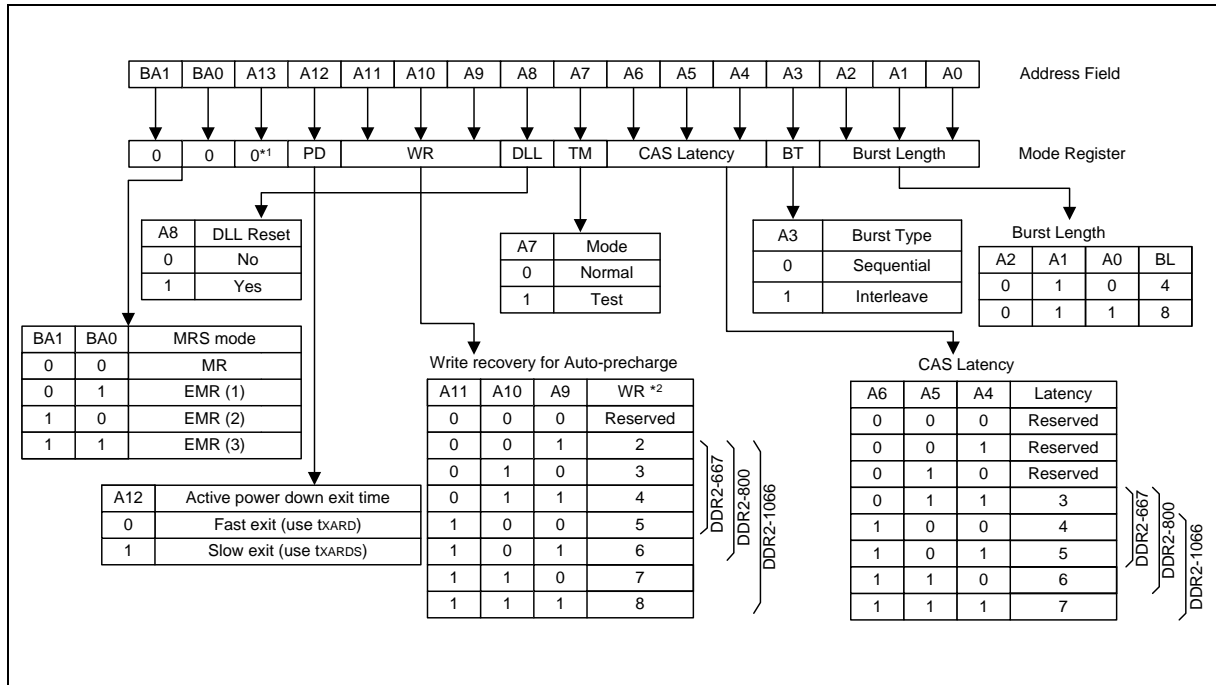 BA1 BA0 A13 A12 A11 A10 A9 A8 A7 A6 A5 A4 A3 A2 A1 A0 Address Field
0 0 0*1 PD WR DLL TM CAS Latency BT Burst Length Mode Register
A8 DLL Reset
0 No
1 Yes
A7 Mode
0 Normal
1 Test
A3 Burst Type
0 Sequential
1 Interleave
Burst Length
A2 A1 A0 BL
0 1 0 4
0 1 1 8
BA1 BA0 MRS mode
0 0 MR
0 1 EMR (1)
1 0 EMR (2)
1 1 EMR (3)
A12 Active power down exit time
0 Fast exit (use tXARD)
1 Slow exit (use tXARDS)
Write recovery for Auto-precharge
A11 A10 A9 WR *2
0 0 0 Reserved
0 0 1 2
0 1 0 3
0 1 1 4
1 0 0 5
1 0 1 6
1 1 0 7
1 1 1 8
DDR2-667
DDR2-800
DDR2-1066
CAS Latency
A6 A5 A4 Latency
0 0 0 Reserved
0 0 1 Reserved
0 1 0 Reserved
0 1 1 3
1 0 0 4
1 0 1 5
1 1 0 6
1 1 1 7
DDR2-667
DDR2-800
DDR2-1066